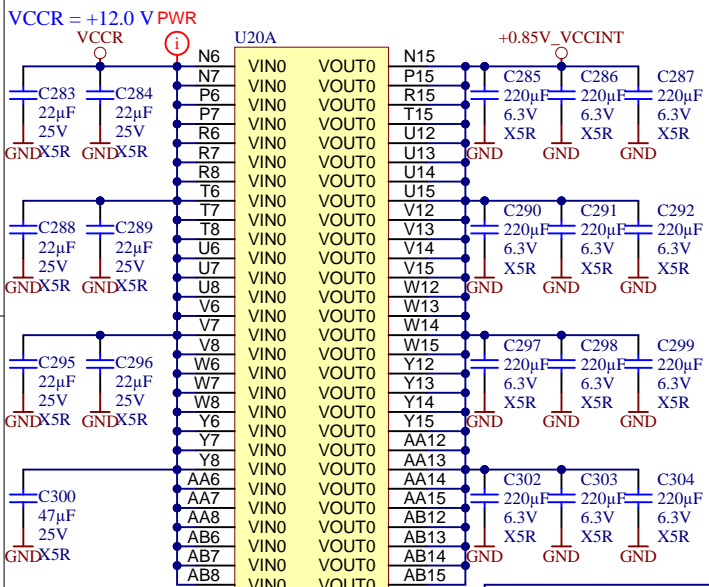 VCCR = +12.0 V PWR
VCCR
i
U20A
+0.85V_VCCINT
N6 VIN0 VOUT0 N15
N7 VIN0 VOUT0 P15
P6 VIN0 VOUT0 R15
P7 VIN0 VOUT0 T15
R6 VIN0 VOUT0 U12
R7 VIN0 VOUT0 U13
R8 VIN0 VOUT0 U14
T6 VIN0 VOUT0 U15
T7 VIN0 VOUT0 V12
T8 VIN0 VOUT0 V13
U6 VIN0 VOUT0 V14
U7 VIN0 VOUT0 V15
U8 VIN0 VOUT0 W12
V6 VIN0 VOUT0 W13
V7 VIN0 VOUT0 W14
V8 VIN0 VOUT0 W15
W6 VIN0 VOUT0 Y12
W7 VIN0 VOUT0 Y13
W8 VIN0 VOUT0 Y14
Y6 VIN0 VOUT0 Y15
Y7 VIN0 VOUT0 AA12
Y8 VIN0 VOUT0 AA13
AA6 VIN0 VOUT0 AA14
AA7 VIN0 VOUT0 AA15
AA8 VIN0 VOUT0 AB12
AB6 VIN0 VOUT0 AB13
AB7 VIN0 VOUT0 AB14
AB8 VIN0 VOUT0 AB15
C283 C284
22µF 22µF
25V 25V
X5R X5R
GND GND
C288 C289
22µF 22µF
25V 25V
X5R X5R
GND GND
C295 C296
22µF 22µF
25V 25V
X5R X5R
GND GND
C300
47µF
25V
X5R
GND
C285 C286 C287
220µF 220µF 220µF
6.3V 6.3V 6.3V
X5R X5R X5R
GND GND GND
C290 C291 C292
220µF 220µF 220µF
6.3V 6.3V 6.3V
X5R X5R X5R
GND GND GND
C297 C298 C299
220µF 220µF 220µF
6.3V 6.3V 6.3V
X5R X5R X5R
GND GND GND
C302 C303 C304
220µF 220µF 220µF
6.3V 6.3V 6.3V
X5R X5R X5R
GND GND GND